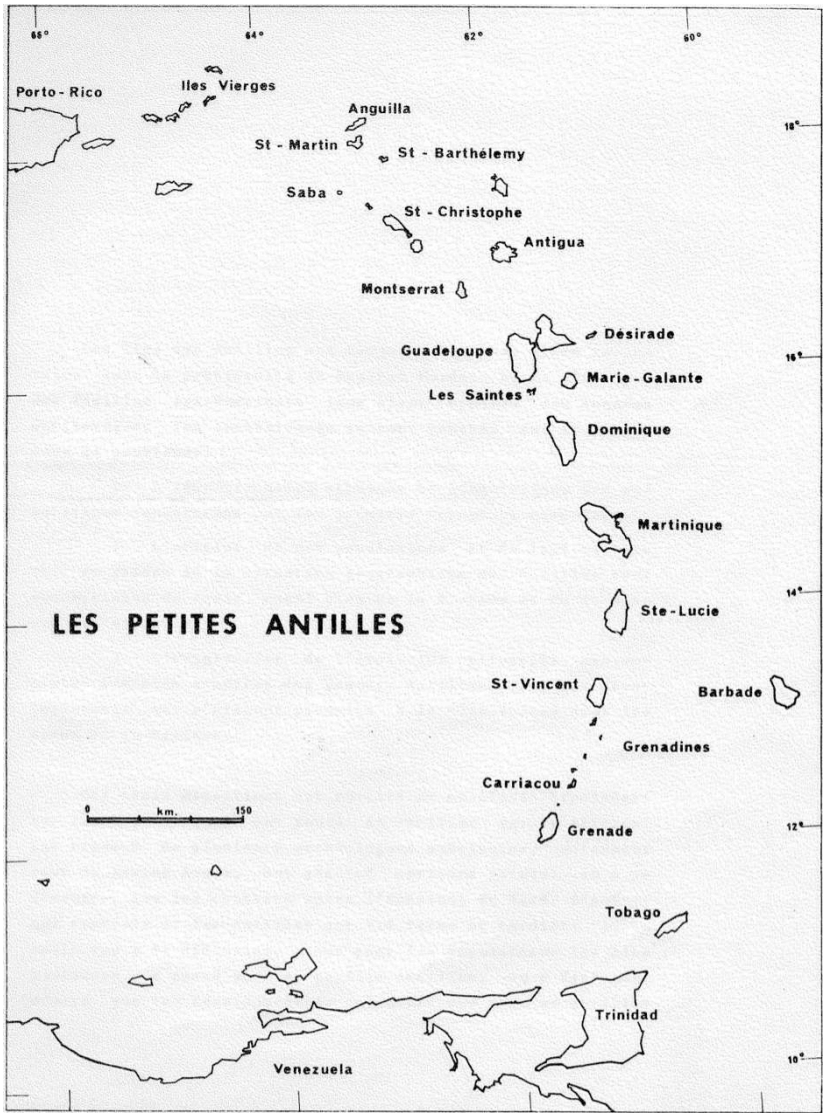 66° 64° 62° 60°
Porto-Rico
Iles Vierges
Anguilla
18°
St-Martin
St-Barthélemy
Saba
St-Christophe
Antigua
Montserrat
Désirade
Guadeloupe
16°
Marie-Galante
Les Saintes
Dominique
Martinique
14°
Ste-Lucie
LES PETITES ANTILLES
St-Vincent
Barbade
Grenadines
Carriacou
0 km. 150
12°
Grenade
Tobago
Trinidad
10°
Venezuela